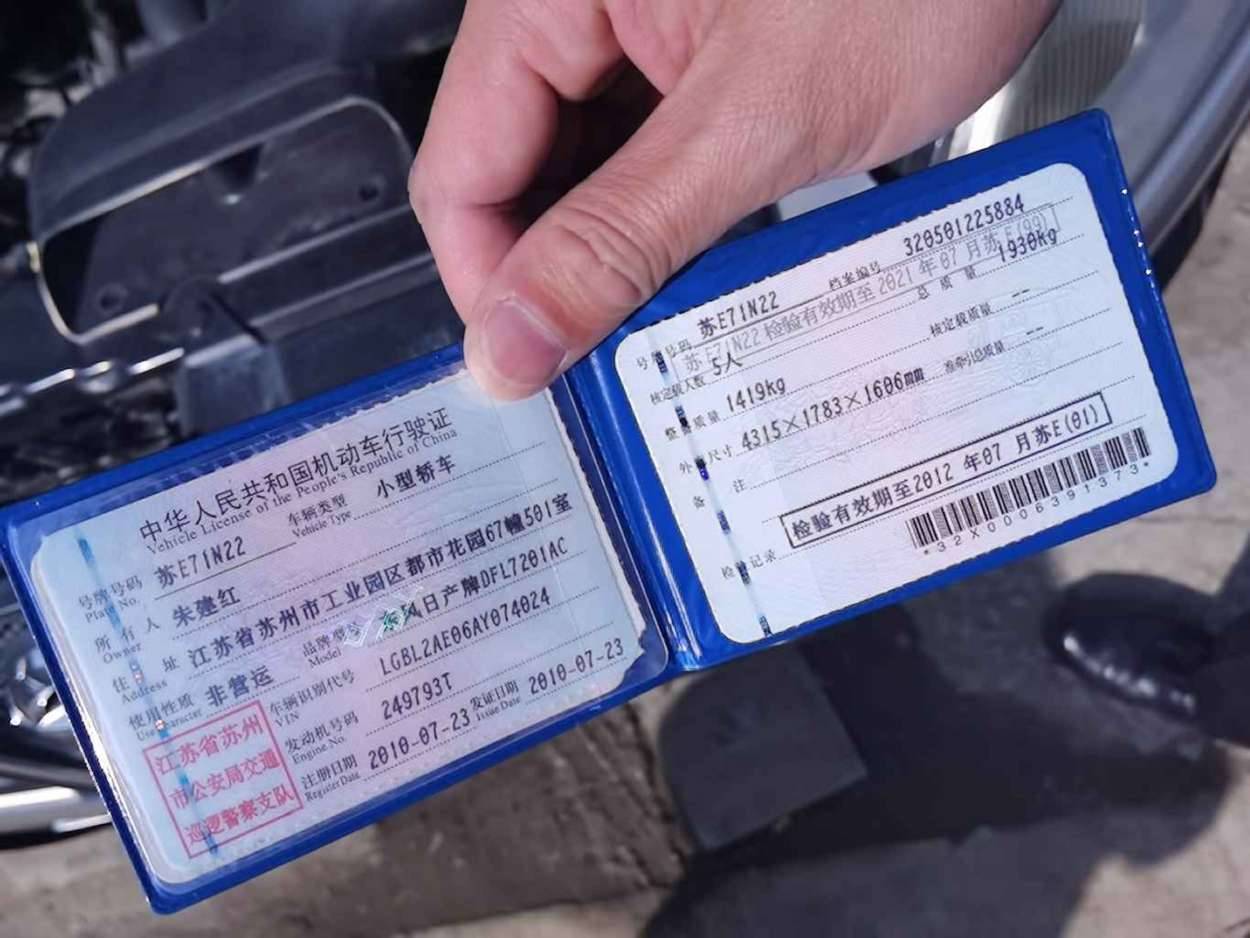 中华人民共和国机动车行驶证
Vehicle License of the People's Republic of China
号牌号码 苏E71N22 车辆类型 小型轿车
Plate No. Vehicle Type
所有人 朱建红
Owner
住址 江苏省苏州市工业园区都市花园67幢501室
Address
使用性质 非营运 品牌型号 东风日产牌DFL7201AC
Use Character Model
车辆识别代号 LGBL2AE06AY074024
VIN
发动机号码 249793T
Engine No.
注册日期 2010-07-23 发证日期 2010-07-23
Register Date Issue Date
江苏省苏州
市公安局交通
巡逻警察支队
号牌号码 苏E71N22 档案编号 320501225884
苏E71N22 检验有效期至2021年07月苏E(99)
核定载人数 5人 总质量 1930kg
整备质量 1419kg 核定载质量 --
外廓尺寸 4315×1783×1606mm 准牵引总质量 --
备注
检验有效期至2012年07月苏E(01)
检验记录
*32X0006391373*